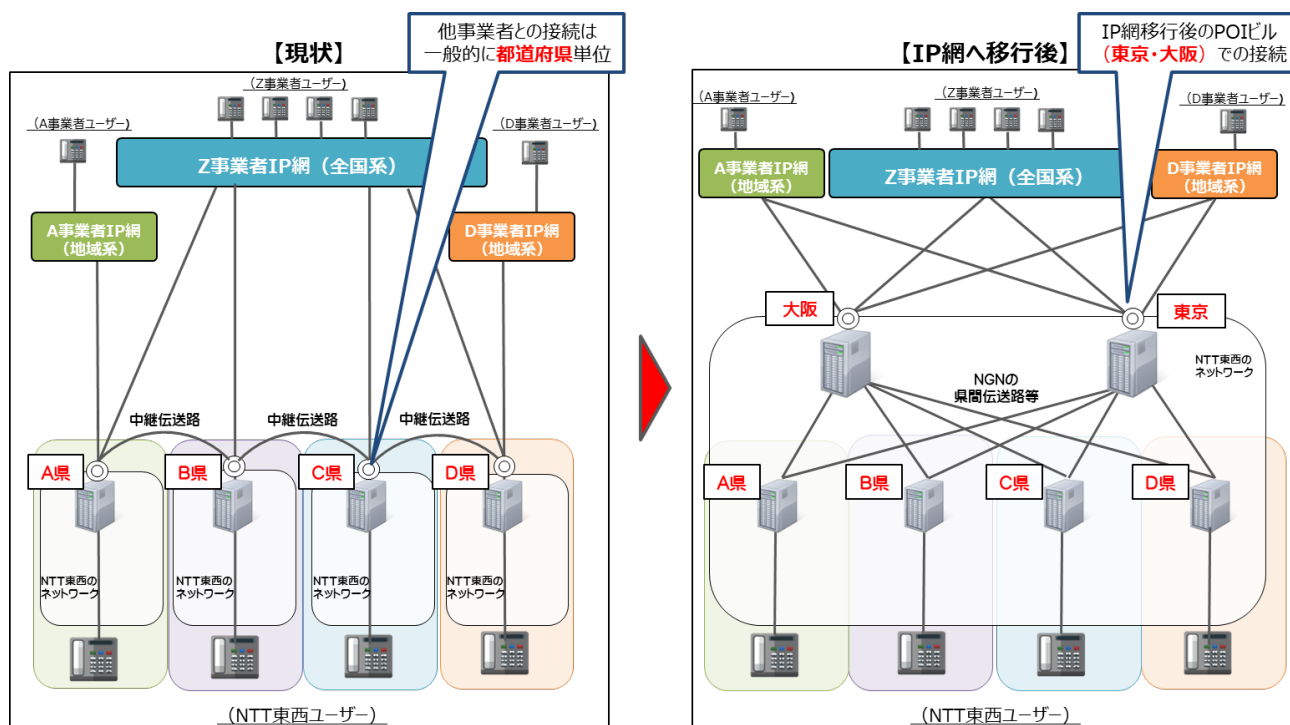 他事業者との接続は
一般的に都道府県単位
【現状】
（Z事業者ユーザー）
（A事業者ユーザー）
（D事業者ユーザー）
Z事業者IP網（全国系）
A事業者IP網
（地域系）
D事業者IP網
（地域系）
中継伝送路
中継伝送路
中継伝送路
A県
B県
C県
D県
NTT東西の
ネットワーク
NTT東西の
ネットワーク
NTT東西の
ネットワーク
NTT東西の
ネットワーク
（NTT東西ユーザー）
IP網移行後のPOIビル
（東京・大阪）での接続
【IP網へ移行後】
（A事業者ユーザー）
（Z事業者ユーザー）
（D事業者ユーザー）
A事業者IP網
（地域系）
Z事業者IP網（全国系）
D事業者IP網
（地域系）
大阪
東京
NTT東西の
ネットワーク
NGNの
県間伝送路等
A県
B県
C県
D県
（NTT東西ユーザー）